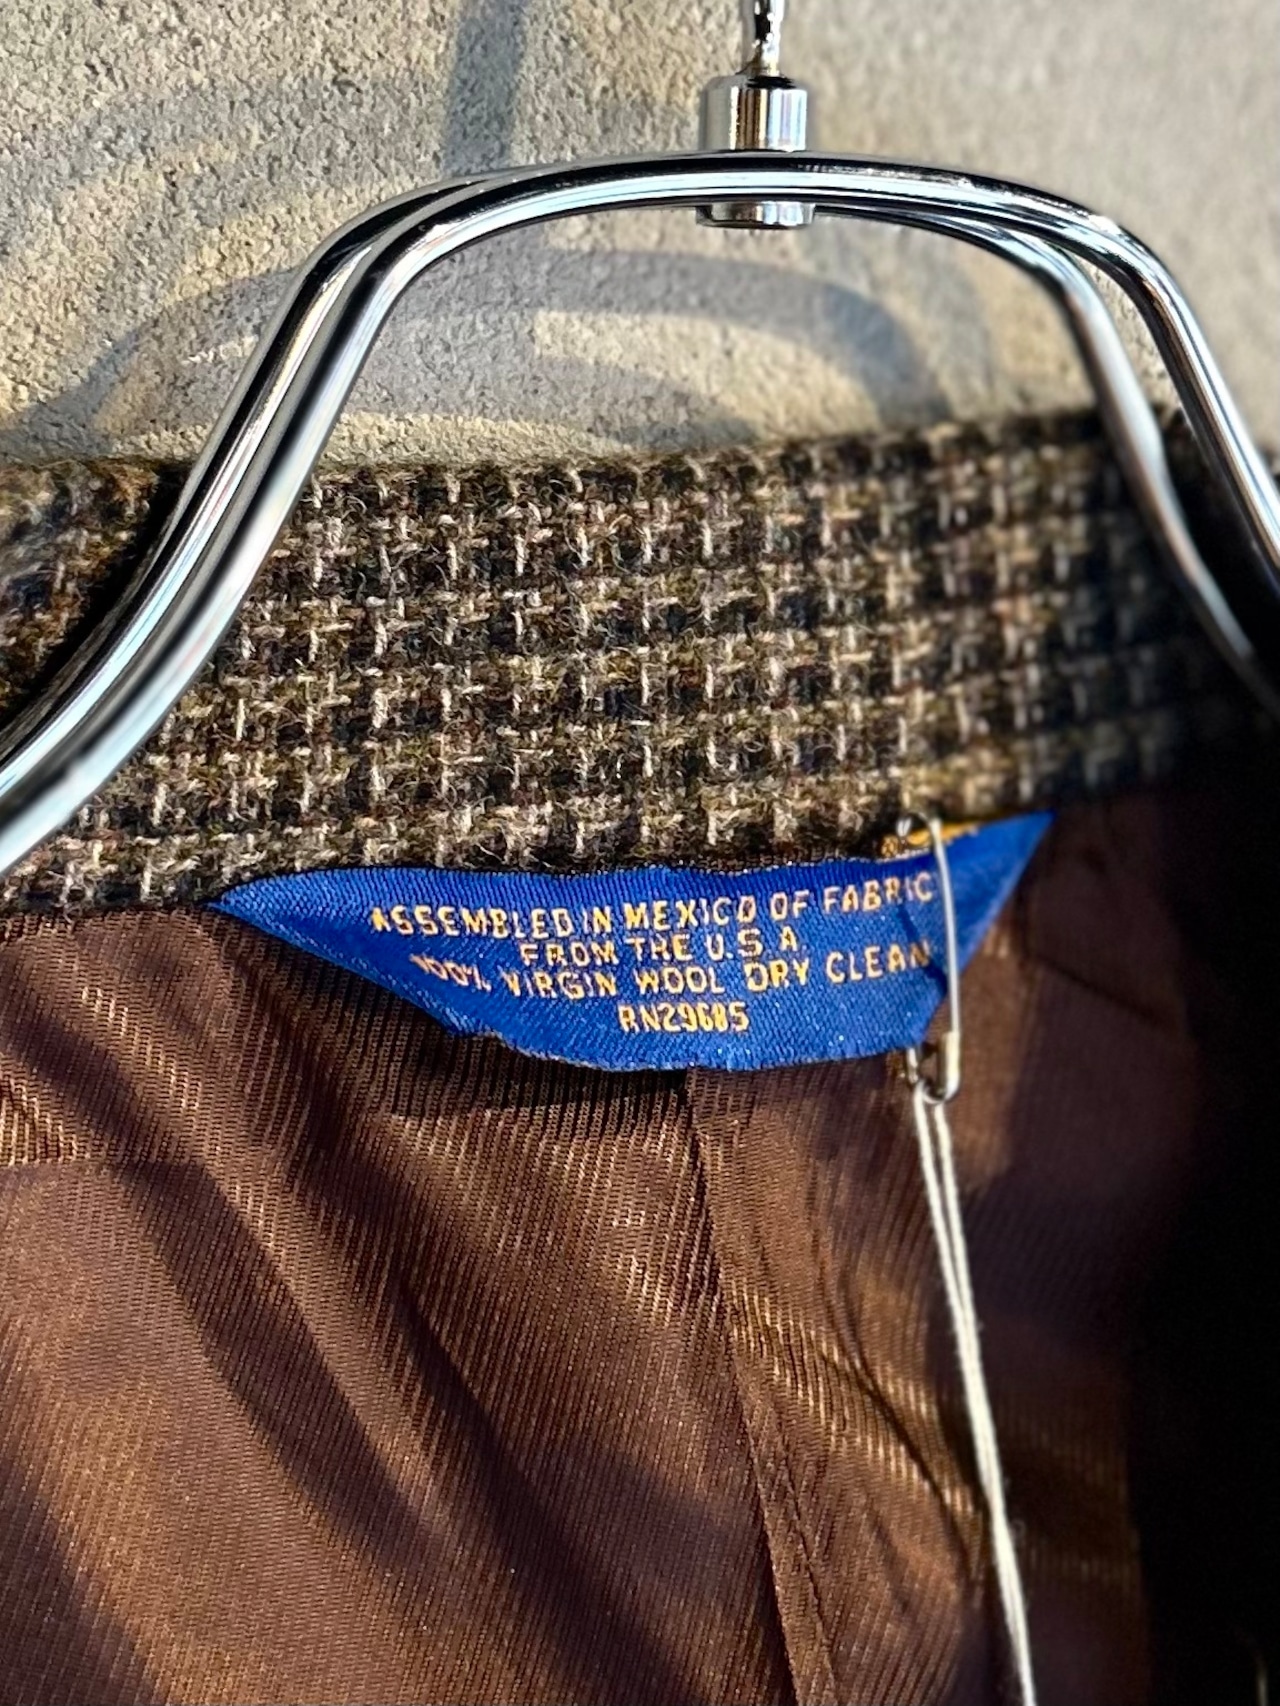 ASSEMBLED IN MEXICO OF FABRIC
FROM THE U.S.A.
100% VIRGIN WOOL DRY CLEAN
RN29685